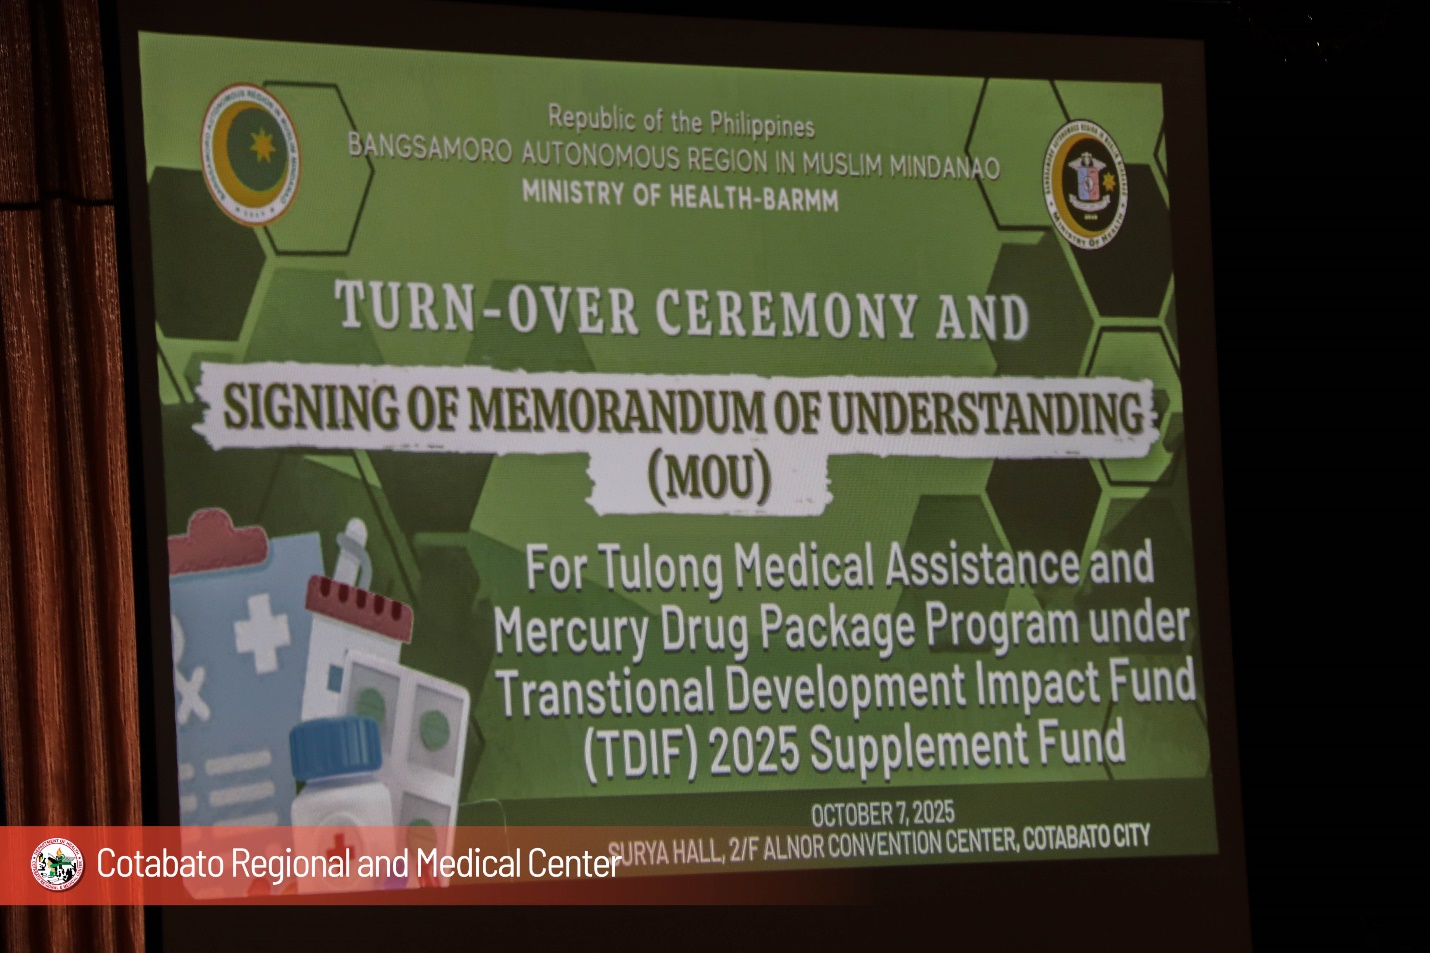 Republic of the Philippines
BANGSAMORO AUTONOMOUS REGION IN MUSLIM MINDANAO
MINISTRY OF HEALTH-BARMM
TURN-OVER CEREMONY AND
SIGNING OF MEMORANDUM OF UNDERSTANDING
(MOU)
For Tulong Medical Assistance and
Mercury Drug Package Program under
Transtional Development Impact Fund
(TDIF) 2025 Supplement Fund
OCTOBER 7, 2025
SURYA HALL, 2/F ALNOR CONVENTION CENTER, COTABATO CITY
Cotabato Regional and Medical Center